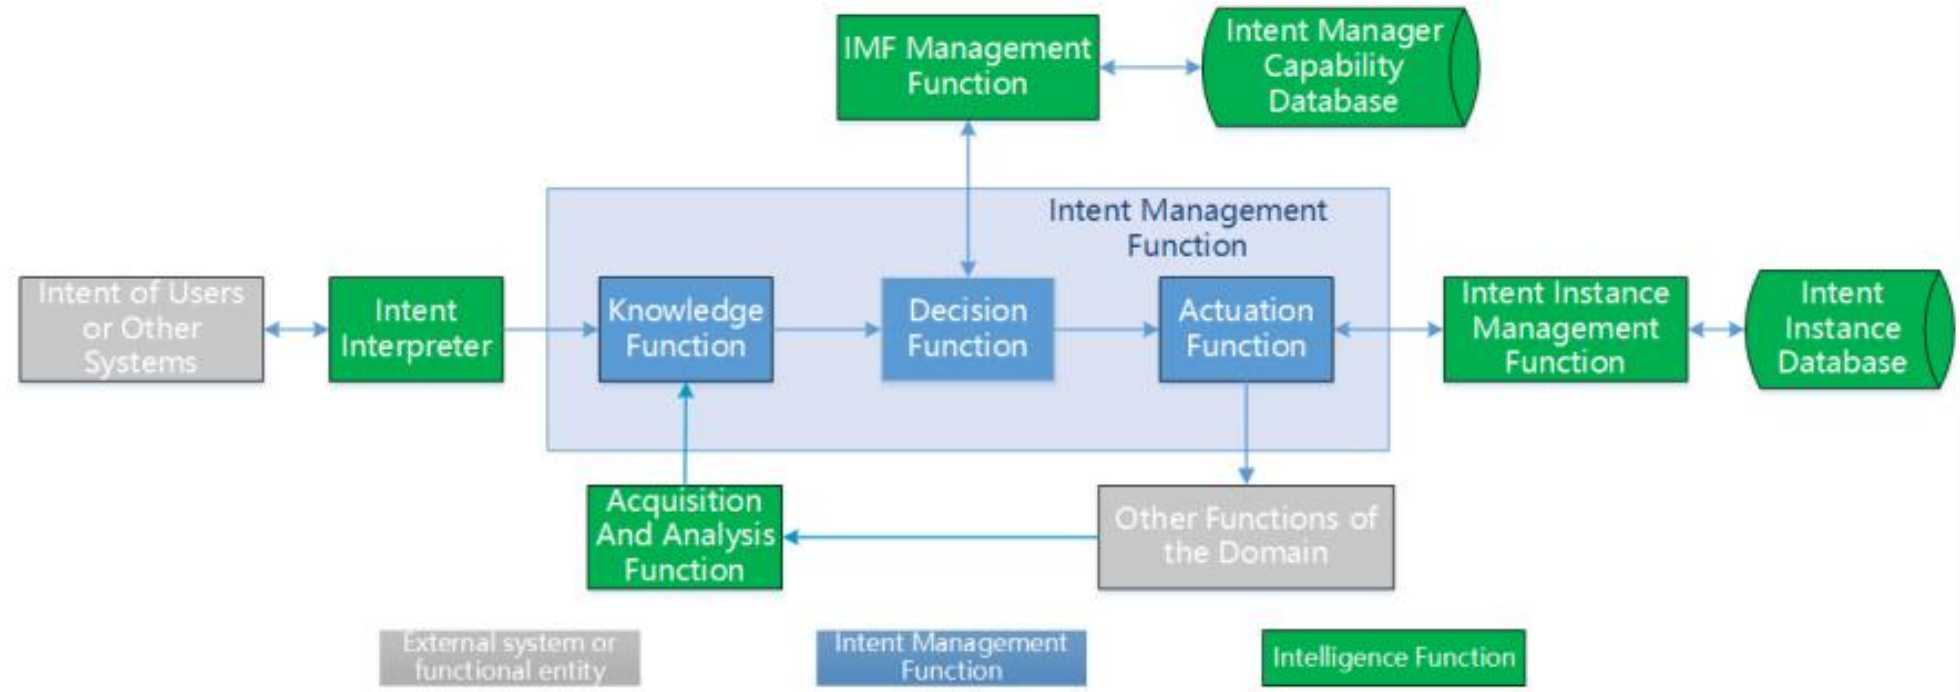 IMF Management
Function
Intent Manager
Capability
Database
Intent Management
Function
Intent of Users
or Other
Systems
Intent
Interpreter
Knowledge
Function
Decision
Function
Actuation
Function
Intent Instance
Management
Function
Intent
Instance
Database
Acquisition
And Analysis
Function
Other Functions of
the Domain
External system or
functional entity
Intent Management
Function
Intelligence Function